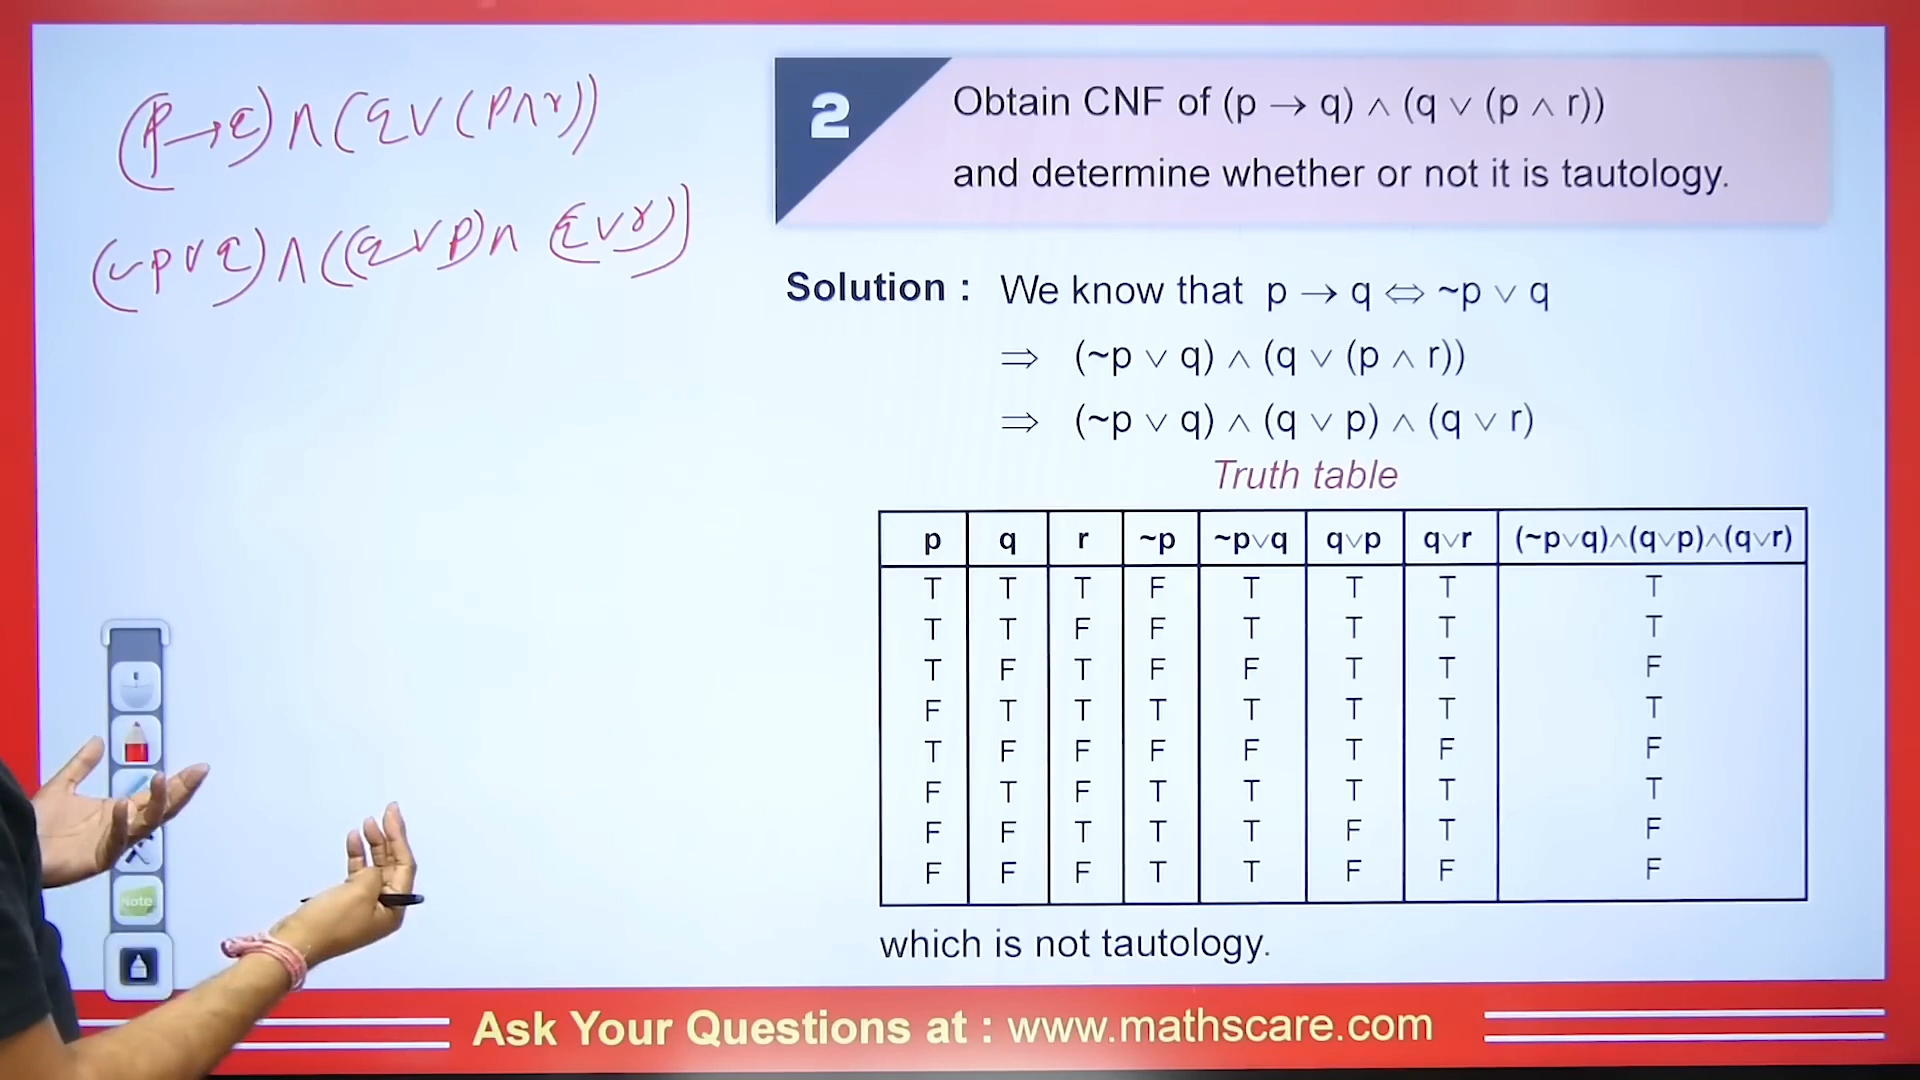 (p→q)∧(q∨(p∧r))
(~p∨q)∧((q∨p)∧(q∨r))
2
Obtain CNF of (p → q) ∧ (q ∨ (p ∧ r))
and determine whether or not it is tautology.
Solution : We know that p → q ⇔ ~p ∨ q
⇒ (~p ∨ q) ∧ (q ∨ (p ∧ r))
⇒ (~p ∨ q) ∧ (q ∨ p) ∧ (q ∨ r)
Truth table
p q r ~p ~p∨q q∨p q∨r (~p∨q)∧(q∨p)∧(q∨r)
T T T F T T T T
T T F F T T T T
T F T F F T T F
F T T T T T T T
T F F F F T F F
F T F T T T T T
F F T T T F T F
F F F T T F F F
which is not tautology.
Note
Ask Your Questions at : www.mathscare.com